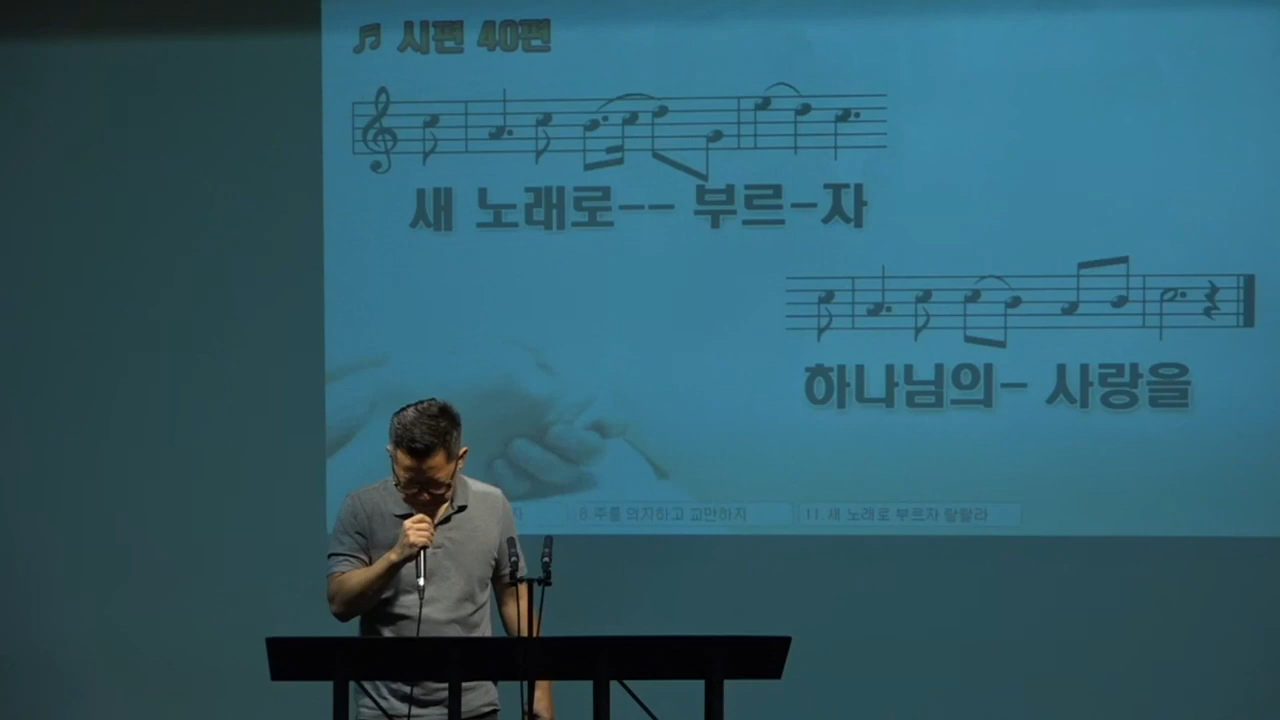 ♬ 시편 40편
새 노래로-- 부르-자
하나님의- 사랑을
8.주를 의지하고 교만하지
11.새 노래로 부르자 랄랄라